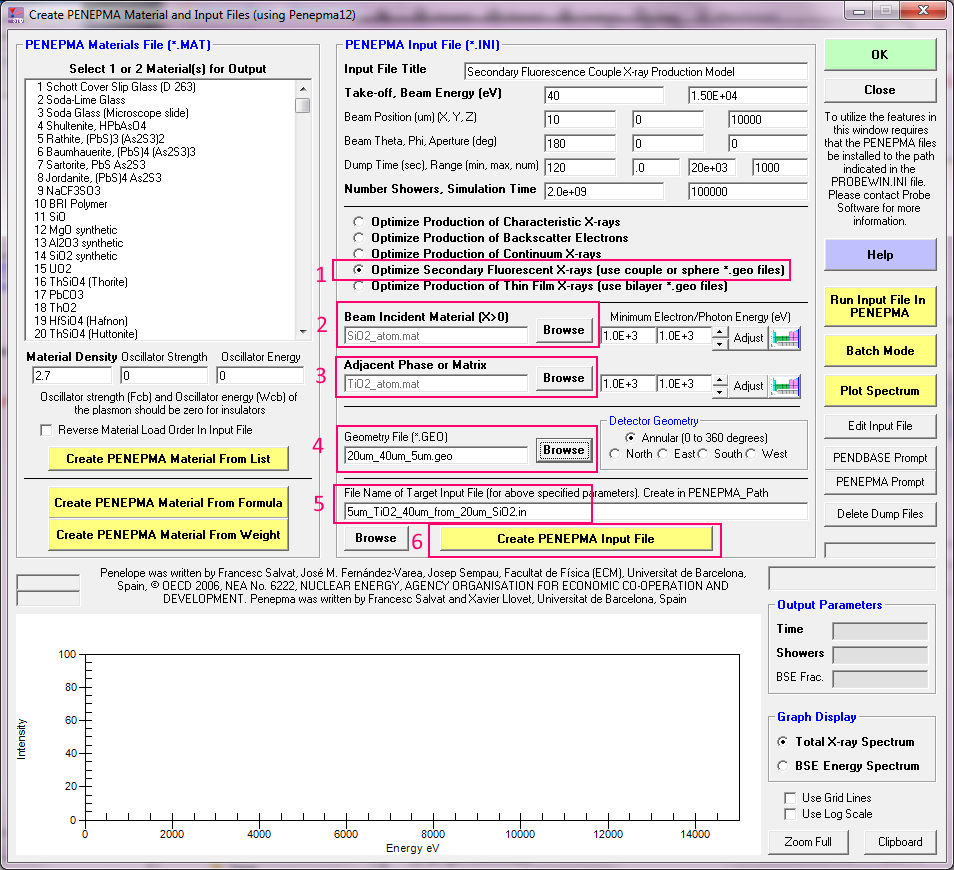 Create PENEPMA Material and Input Files (using Penepma12)
PENEPMA Materials File (*.MAT)
Select 1 or 2 Material(s) for Output
1 Schott Cover Slip Glass (D 263)
2 Soda-Lime Glass
3 Soda Glass (Microscope slide)
4 Shultenite, HPbAsO4
5 Rathite, (PbS)3 (As2S3)2
6 Baumhauerite, (PbS)4 (As2S3)3
7 Sartorite, PbS As2S3
8 Jordanite, (PbS)4 As2S3
9 NaCF3SO3
10 BRI Polymer
11 SiO
12 MgO synthetic
13 Al2O3 synthetic
14 SiO2 synthetic
15 UO2
16 ThSiO4 (Thorite)
17 PbCO3
18 ThO2
19 HfSiO4 (Hafnon)
20 ThSiO4 (Huttonite)
Material Density Oscillator Strength Oscillator Energy
2.7 0 0
Oscillator strength (Fcb) and Oscillator energy (Wcb) of
the plasmon should be zero for insulators
Reverse Material Load Order In Input File
Create PENEPMA Material From List
Create PENEPMA Material From Formula
Create PENEPMA Material From Weight
PENEPMA Input File (*.INI)
Input File Title Secondary Fluorescence Couple X-ray Production Model
Take-off, Beam Energy (eV) 40 1.50E+04
Beam Position (um) (X, Y, Z) 10 0 10000
Beam Theta, Phi, Aperture (deg) 180 0 0
Dump Time (sec), Range (min, max, num) 120 .0 20e+03 1000
Number Showers, Simulation Time 2.0e+09 100000
Optimize Production of Characteristic X-rays
Optimize Production of Backscatter Electrons
Optimize Production of Continuum X-rays
1 Optimize Secondary Fluorescent X-rays (use couple or sphere *.geo files)
Optimize Production of Thin Film X-rays (use bilayer *.geo files)
Beam Incident Material (X>0) Minimum Electron/Photon Energy (eV)
2 SiO2_atom.mat Browse 1.0E+3 1.0E+3 Adjust
Adjacent Phase or Matrix
3 TiO2_atom.mat Browse 1.0E+3 1.0E+3 Adjust
Geometry File (*.GEO)
4 20um_40um_5um.geo Browse
Detector Geometry
Annular (0 to 360 degrees)
North East South West
File Name of Target Input File (for above specified parameters). Create in PENEPMA_Path
5 5um_TiO2_40um_from_20um_SiO2.in
Browse 6 Create PENEPMA Input File
OK
Close
To utilize the features in
this window requires
that the PENEPMA files
be installed to the path
indicated in the
PROBEWIN.INI file.
Please contact Probe
Software for more
information.
Help
Run Input File In
PENEPMA
Batch Mode
Plot Spectrum
Edit Input File
PENDBASE Prompt
PENEPMA Prompt
Delete Dump Files
Penelope was written by Francesc Salvat, José M. Fernández-Varea, Josep Sempau, Facultat de Física (ECM), Universitat de Barcelona,
Spain, © OECD 2006, NEA No. 6222, NUCLEAR ENERGY, AGENCY ORGANISATION FOR ECONOMIC CO-OPERATION AND
DEVELOPMENT. Penepma was written by Francesc Salvat and Xavier Llovet, Universitat de Barcelona, Spain
100
80
60
40
20
0
Intensity
0 2000 4000 6000 8000 10000 12000 14000
Energy eV
Output Parameters
Time
Showers
BSE Frac.
Graph Display
Total X-ray Spectrum
BSE Energy Spectrum
Use Grid Lines
Use Log Scale
Zoom Full Clipboard